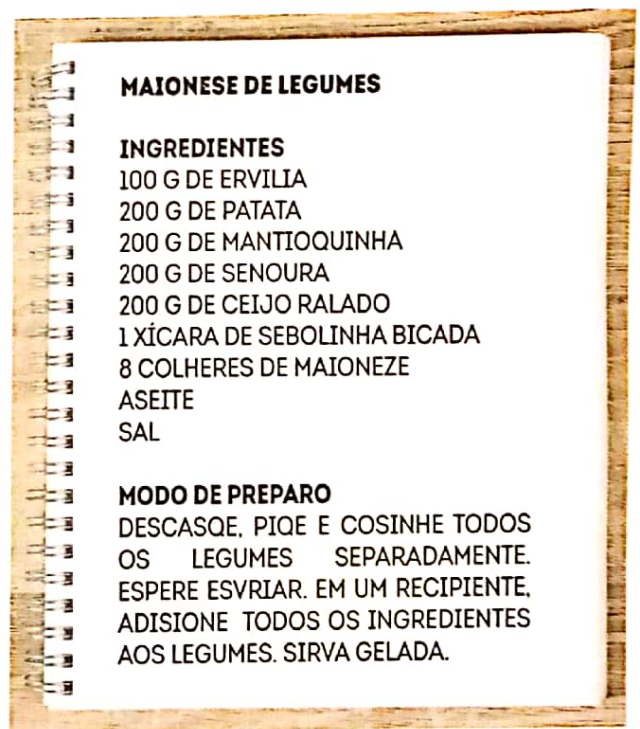 MAIONESE DE LEGUMES
INGREDIENTES
100 G DE ERVILIA
200 G DE PATATA
200 G DE MANTIOQUINHA
200 G DE SENOURA
200 G DE CEIJO RALADO
1 XÍCARA DE SEBOLINHA BICADA
8 COLHERES DE MAIONEZE
ASEITE
SAL
MODO DE PREPARO
DESCASQE, PIQE E COSINHE TODOS
OS LEGUMES SEPARADAMENTE.
ESPERE ESVRIAR. EM UM RECIPIENTE,
ADISIONE TODOS OS INGREDIENTES
AOS LEGUMES. SIRVA GELADA.